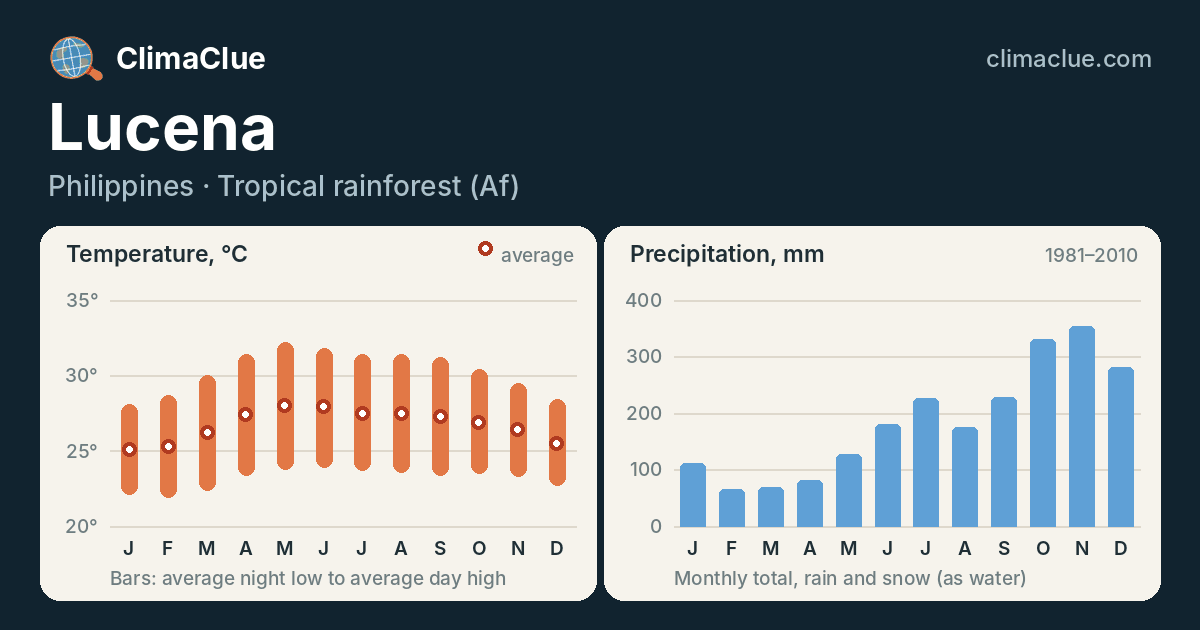 ClimaClue
climaclue.com
Lucena
Philippines · Tropical rainforest (Af)
Temperature, °C
average
35°
30°
25°
20°
J F M A M J J A S O N D
Bars: average night low to average day high
Precipitation, mm
1981–2010
400
300
200
100
0
J F M A M J J A S O N D
Monthly total, rain and snow (as water)